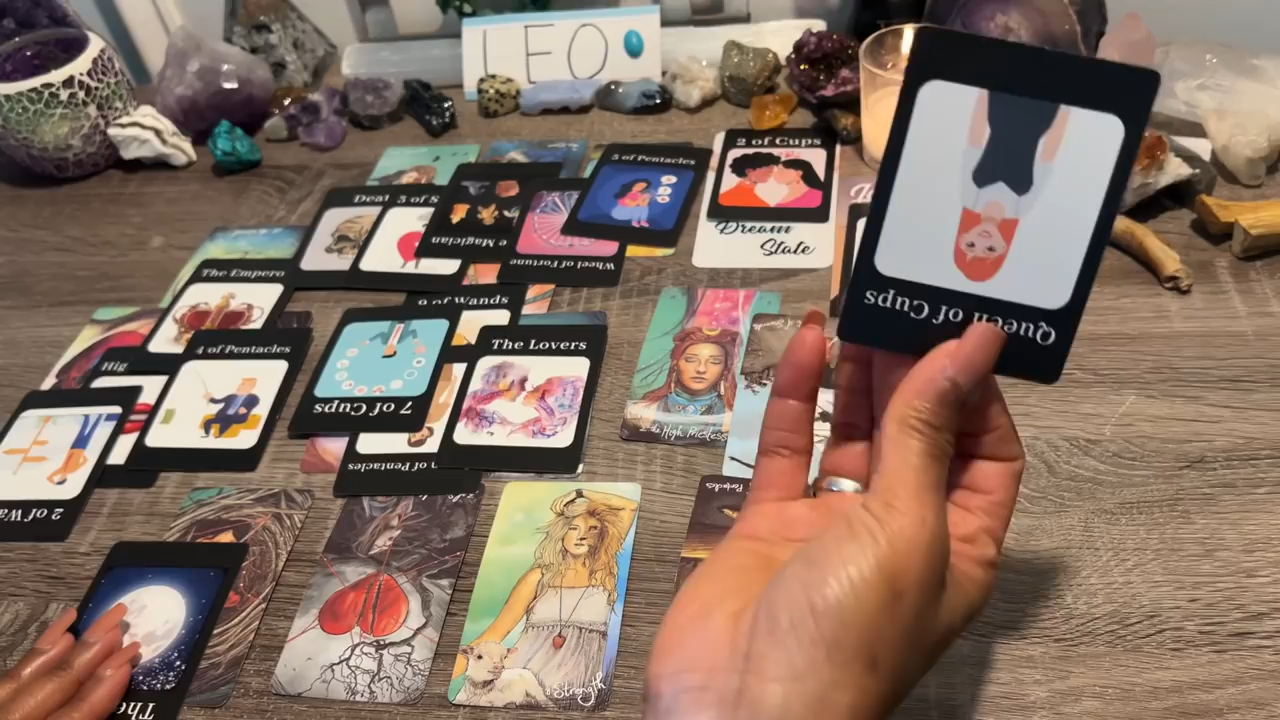 LEO
2 of Cups
Dream
State
5 of Pentacles
Deat
3 of S
e Magician
Wheel of Fortune
The Empero
9 of Wands
4 of Pentacles
Hig
The Lovers
7 of Cups
of Pentacles
2 of Wa
The High Priestess
Queen of Cups
Strength
The